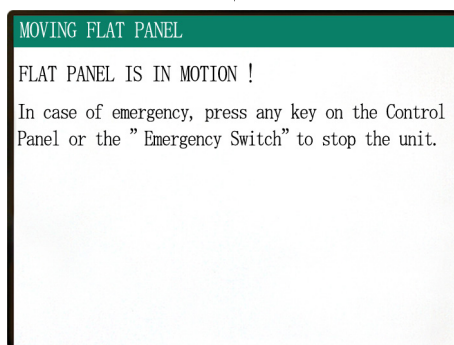 MOVING FLAT PANEL
FLAT PANEL IS IN MOTION !
In case of emergency, press any key on the Control
Panel or the ” Emergency Switch” to stop the unit.